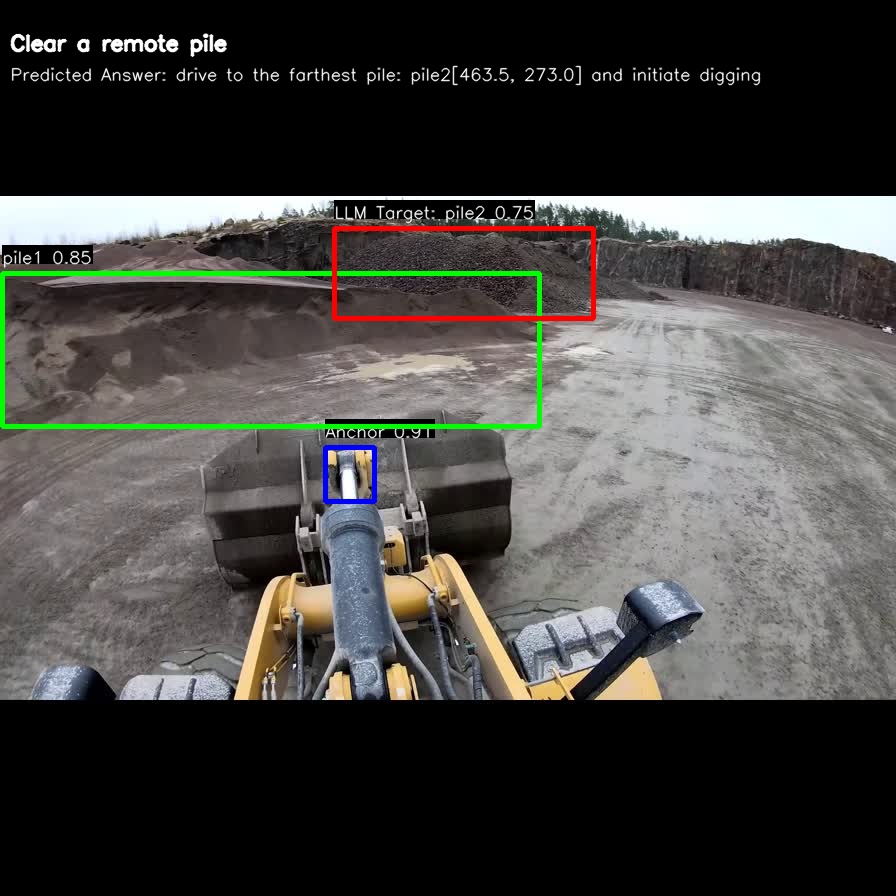 Clear a remote pile
Predicted Answer: drive to the farthest pile: pile2[463.5, 273.0] and initiate digging
LLM Target: pile2 0.75
pile1 0.85
Anchor 0.91